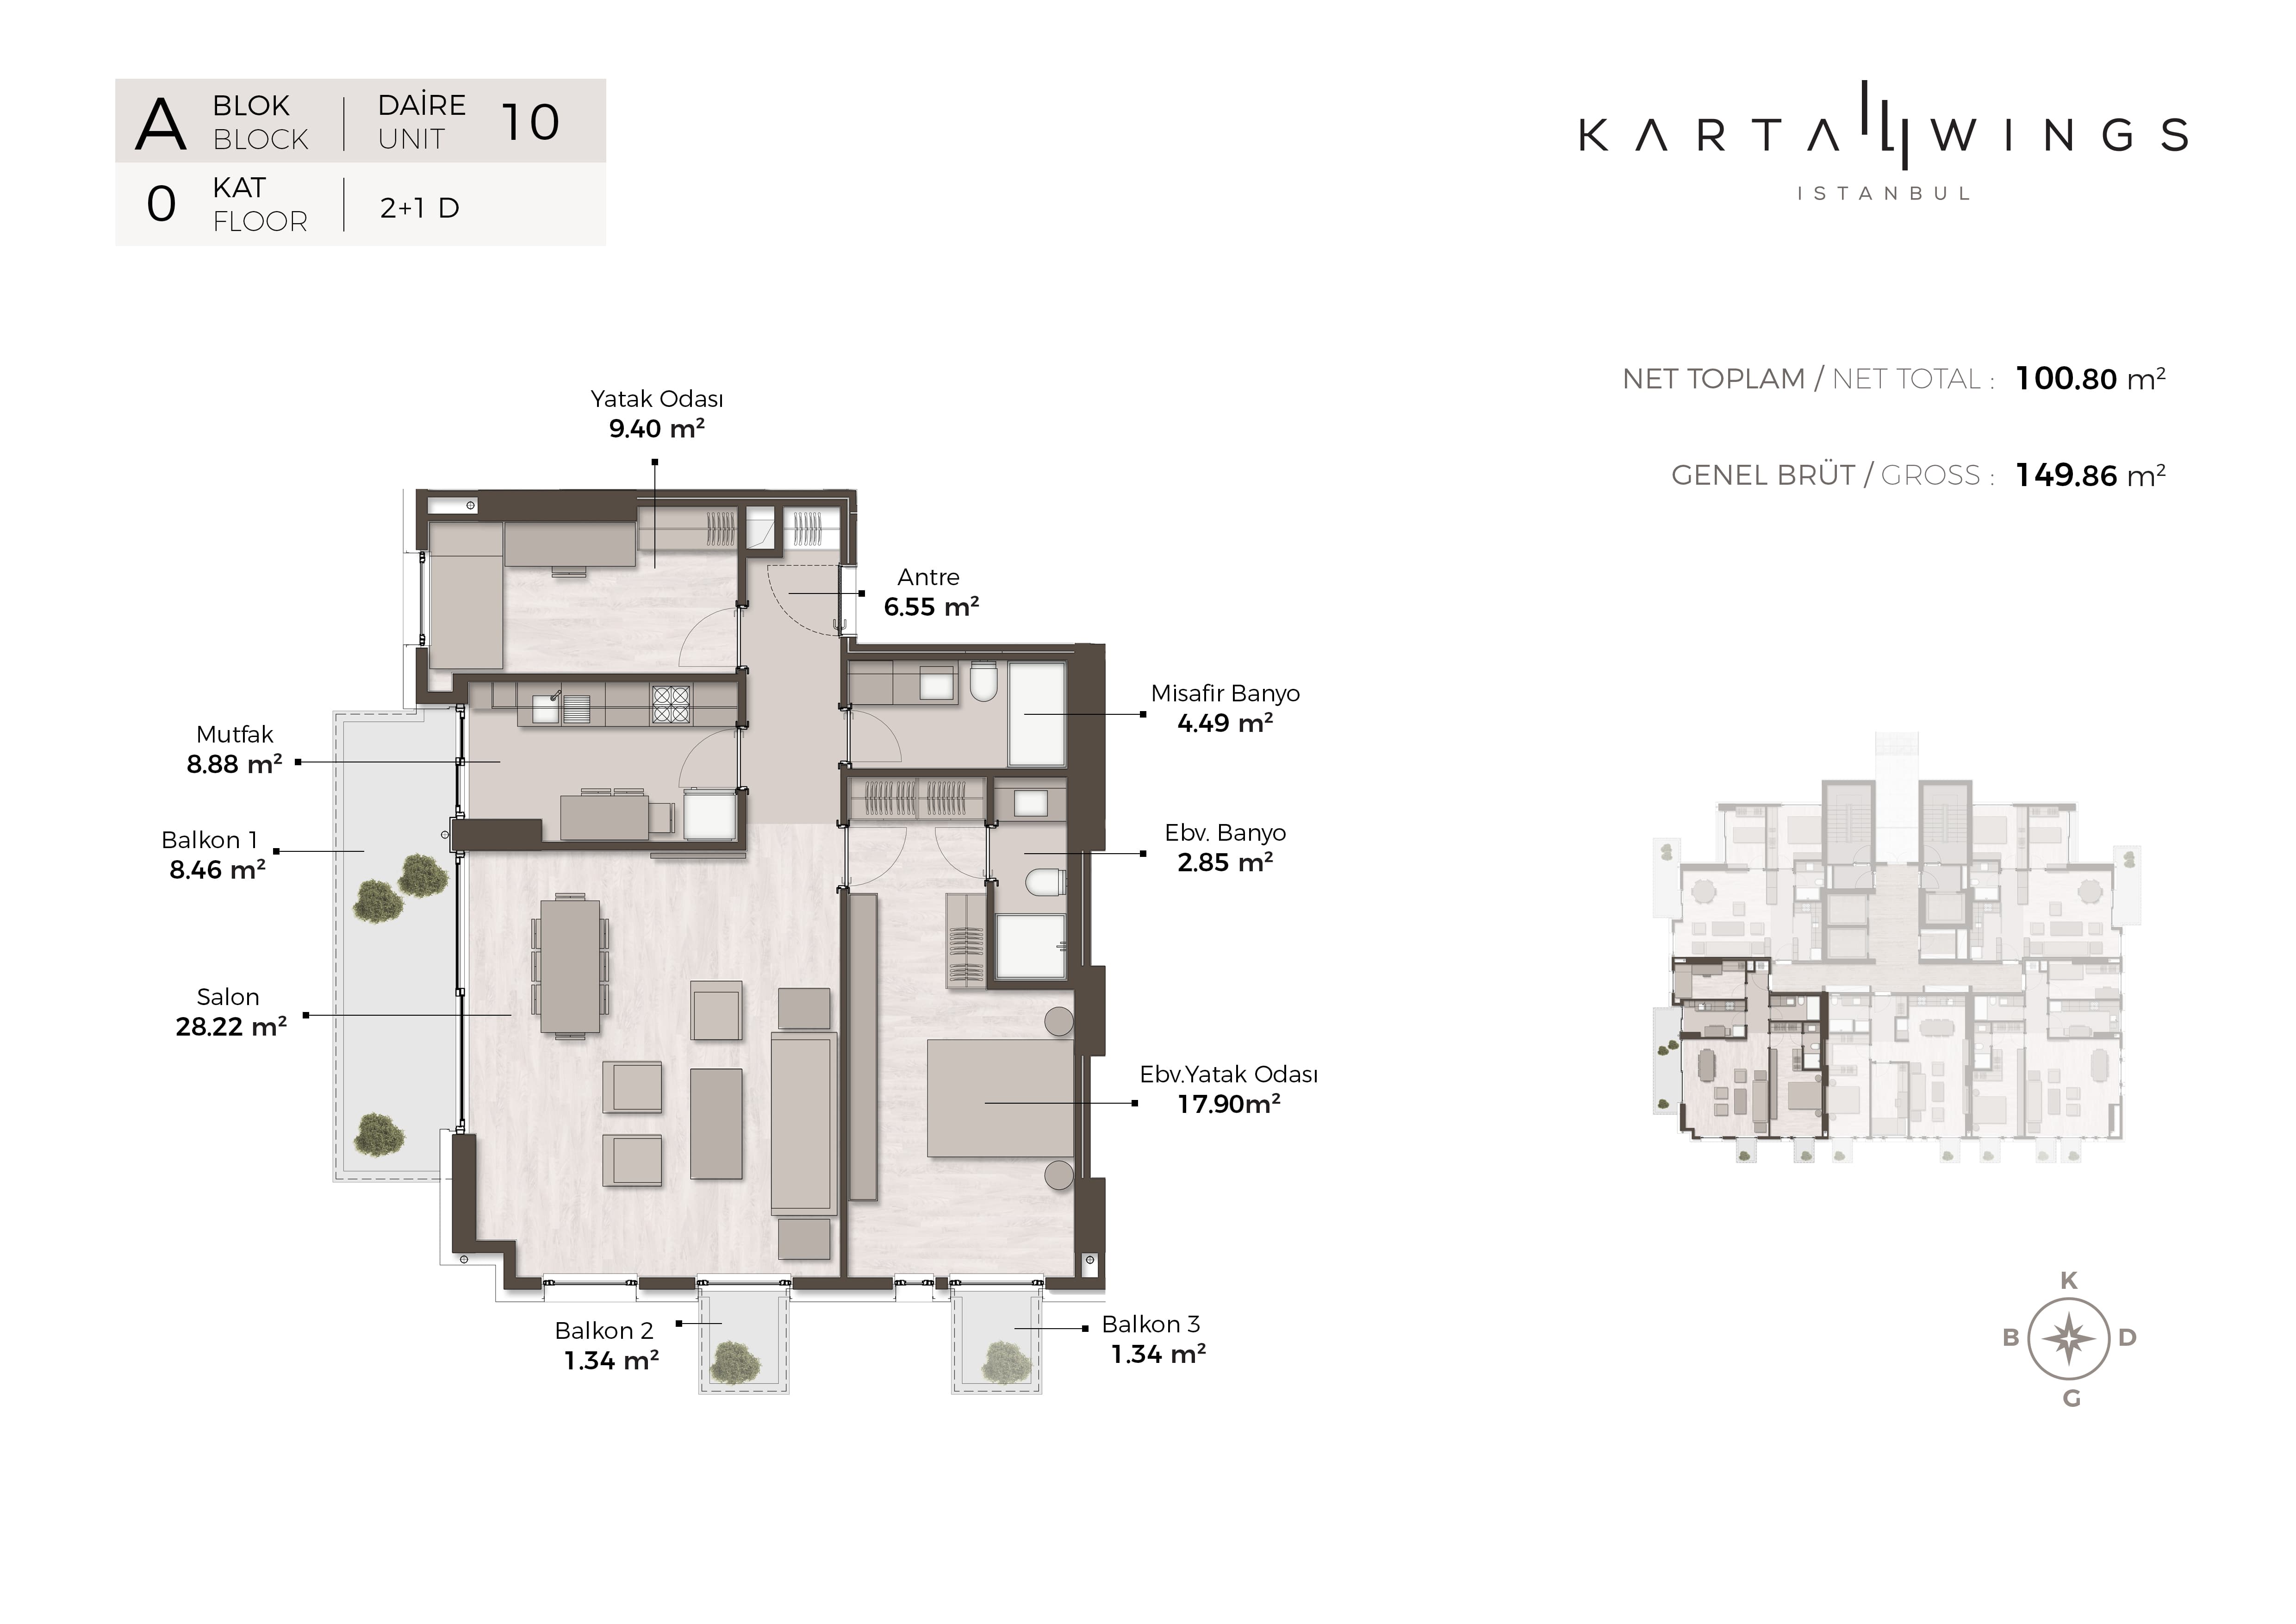 A BLOK BLOCK DAİRE UNIT 10
0 KAT FLOOR 2+1 D
KARTALWINGS
ISTANBUL
NET TOPLAM / NET TOTAL : 100.80 m²
GENEL BRÜT / GROSS : 149.86 m²
Yatak Odası
9.40 m²
Antre
6.55 m²
Misafir Banyo
4.49 m²
Mutfak
8.88 m²
Ebv. Banyo
2.85 m²
Balkon 1
8.46 m²
Salon
28.22 m²
Ebv.Yatak Odası
17.90m²
Balkon 2
1.34 m²
Balkon 3
1.34 m²
K
B D
G